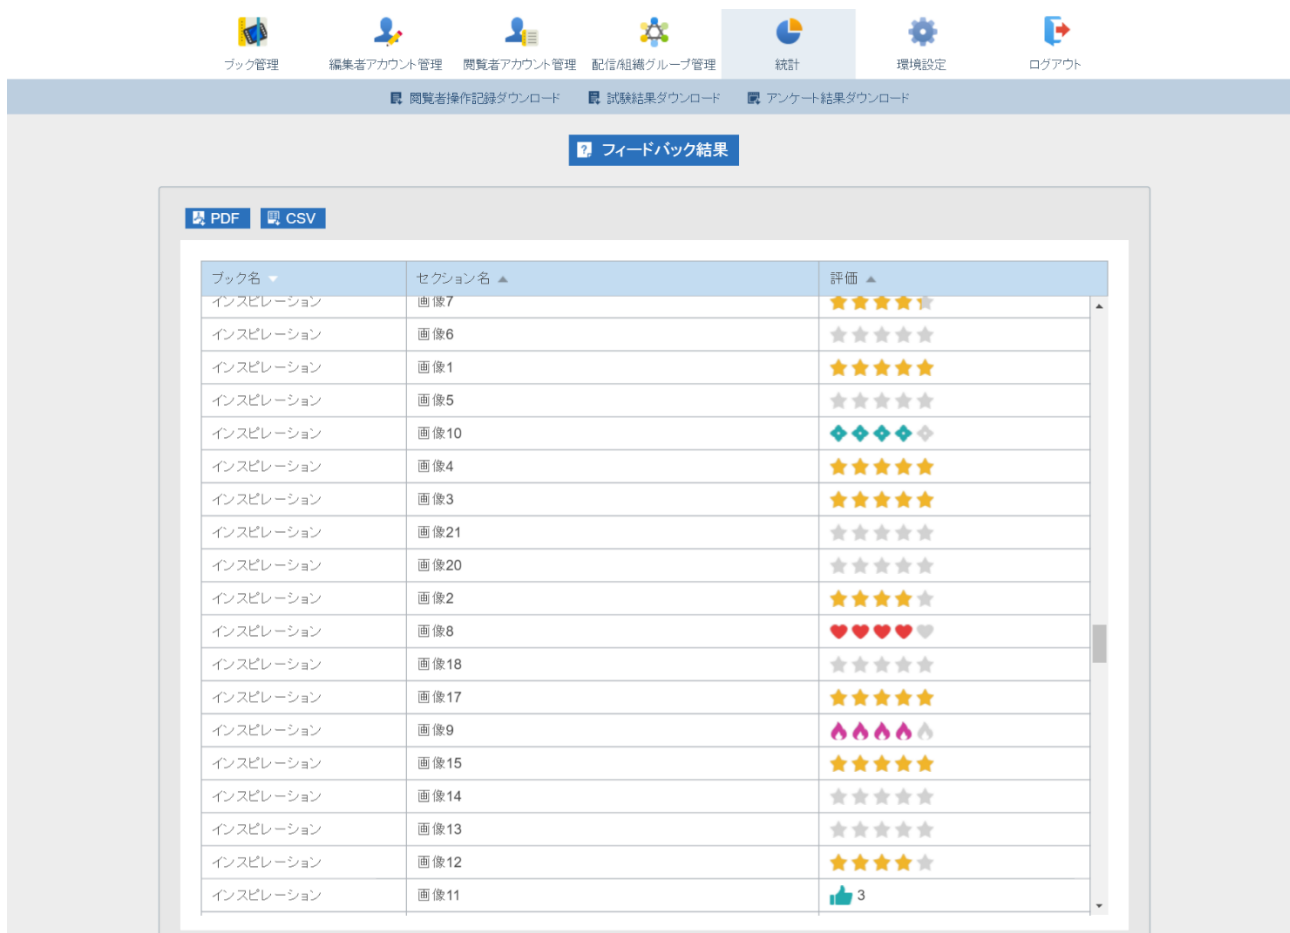 ブック管理 編集者アカウント管理 閲覧者アカウント管理 配信/組織グループ管理 統計 環境設定 ログアウト
閲覧者操作記録ダウンロード 試験結果ダウンロード アンケート結果ダウンロード
フィードバック結果
PDF CSV
ブック名 セクション名 評価
インスピレーション 画像7
インスピレーション 画像6
インスピレーション 画像1
インスピレーション 画像5
インスピレーション 画像10
インスピレーション 画像4
インスピレーション 画像3
インスピレーション 画像21
インスピレーション 画像20
インスピレーション 画像2
インスピレーション 画像8
インスピレーション 画像18
インスピレーション 画像17
インスピレーション 画像9
インスピレーション 画像15
インスピレーション 画像14
インスピレーション 画像13
インスピレーション 画像12
インスピレーション 画像11 3